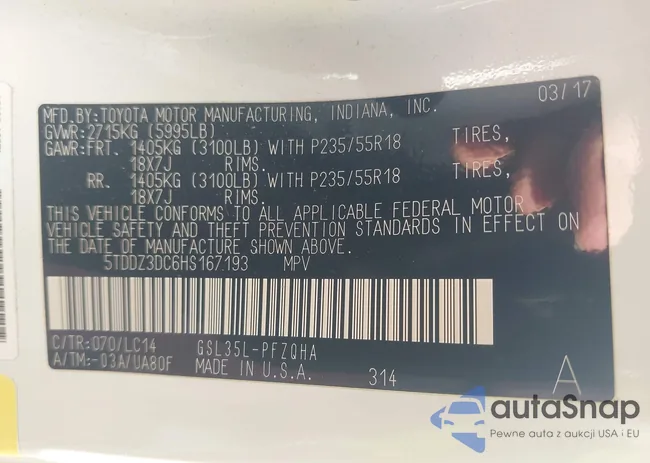 MFD.BY:TOYOTA MOTOR MANUFACTURING, INDIANA, INC. 03/17
GVWR:2715KG (5995LB)
GAWR:FRT. 1405KG (3100LB) WITH P235/55R18 TIRES,
18X7J RIMS.
RR. 1405KG (3100LB) WITH P235/55R18 TIRES,
18X7J RIMS.
THIS VEHICLE CONFORMS TO ALL APPLICABLE FEDERAL MOTOR
VEHICLE SAFETY AND THEFT PREVENTION STANDARDS IN EFFECT ON
THE DATE OF MANUFACTURE SHOWN ABOVE.
5TDDZ3DC6HS167193 MPV
C/TR:070/LC14 GSL35L-PFZQHA
A/TM:-03A/UA80F MADE IN U.S.A. 314 A
autaSnap
Pewne auta z aukcji USA i EU